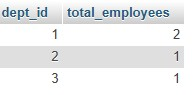 dept_id total_employees
1 2
2 1
3 1